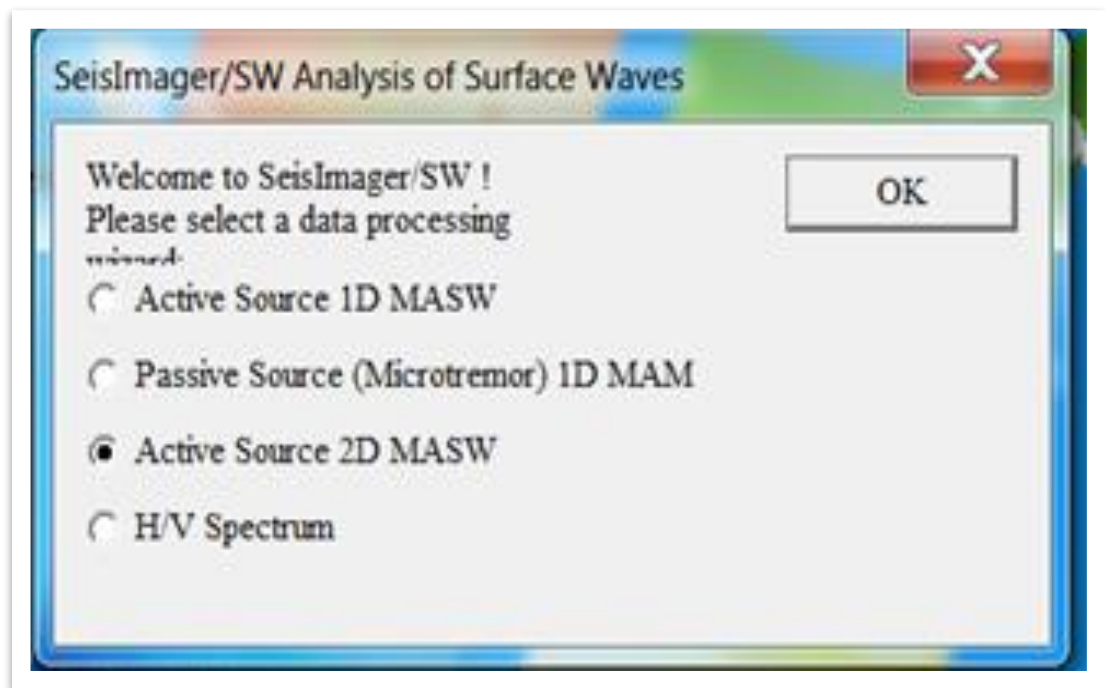 SeisImager/SW Analysis of Surface Waves
Welcome to SeisImager/SW !
Please select a data processing
wizard:
OK
Active Source 1D MASW
Passive Source (Microtremor) 1D MAM
Active Source 2D MASW
H/V Spectrum